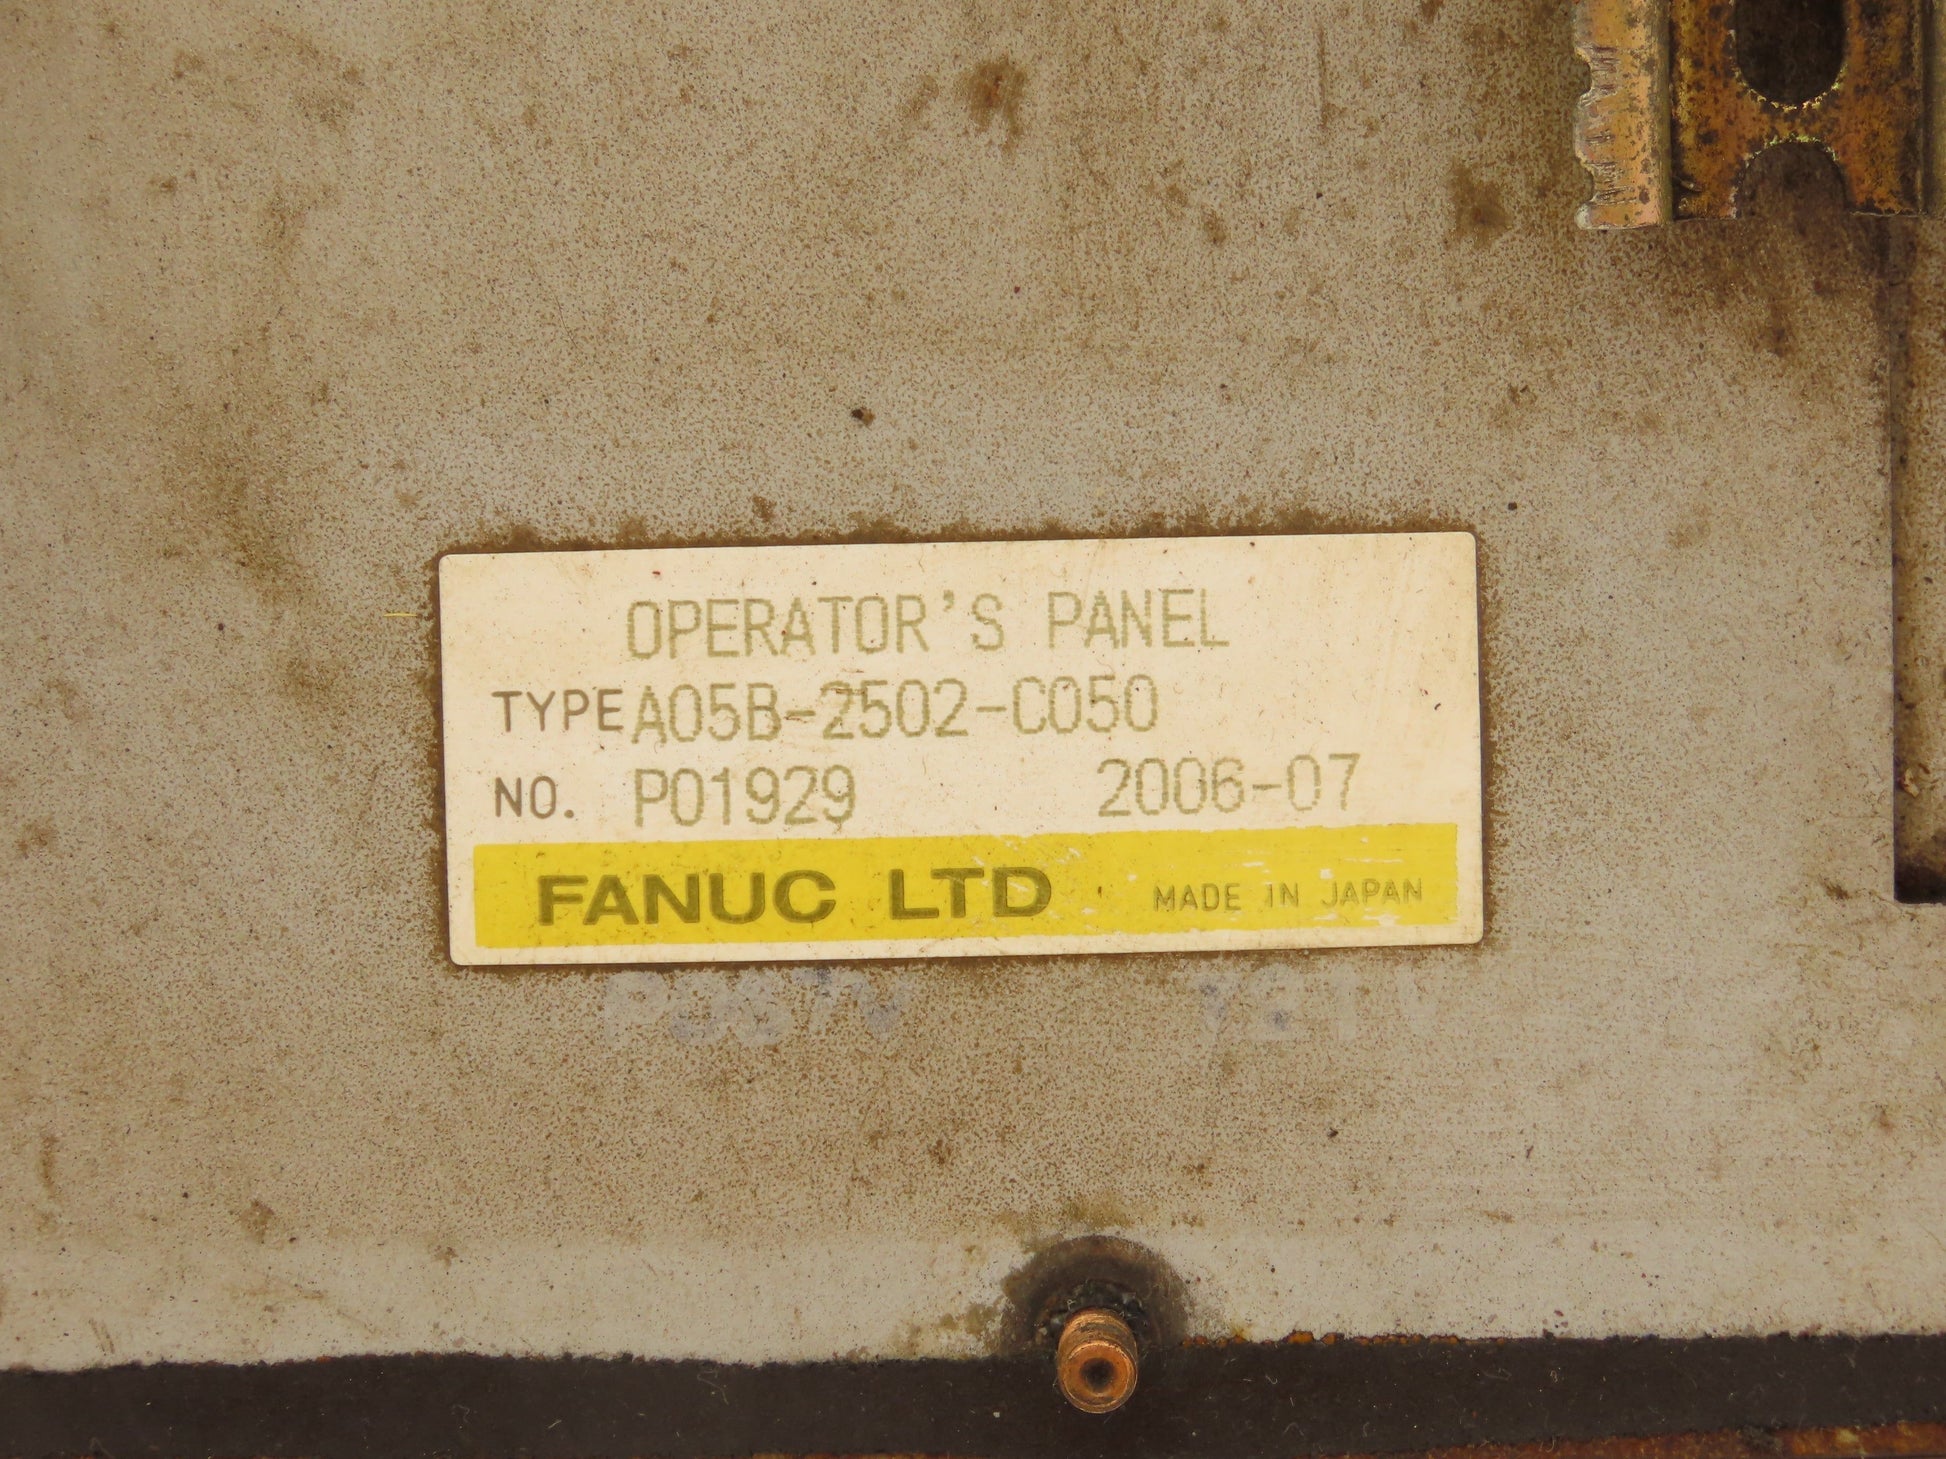 OPERATOR'S PANEL
TYPE A05B-2502-C050
NO. P01929 2006-07
FANUC LTD MADE IN JAPAN